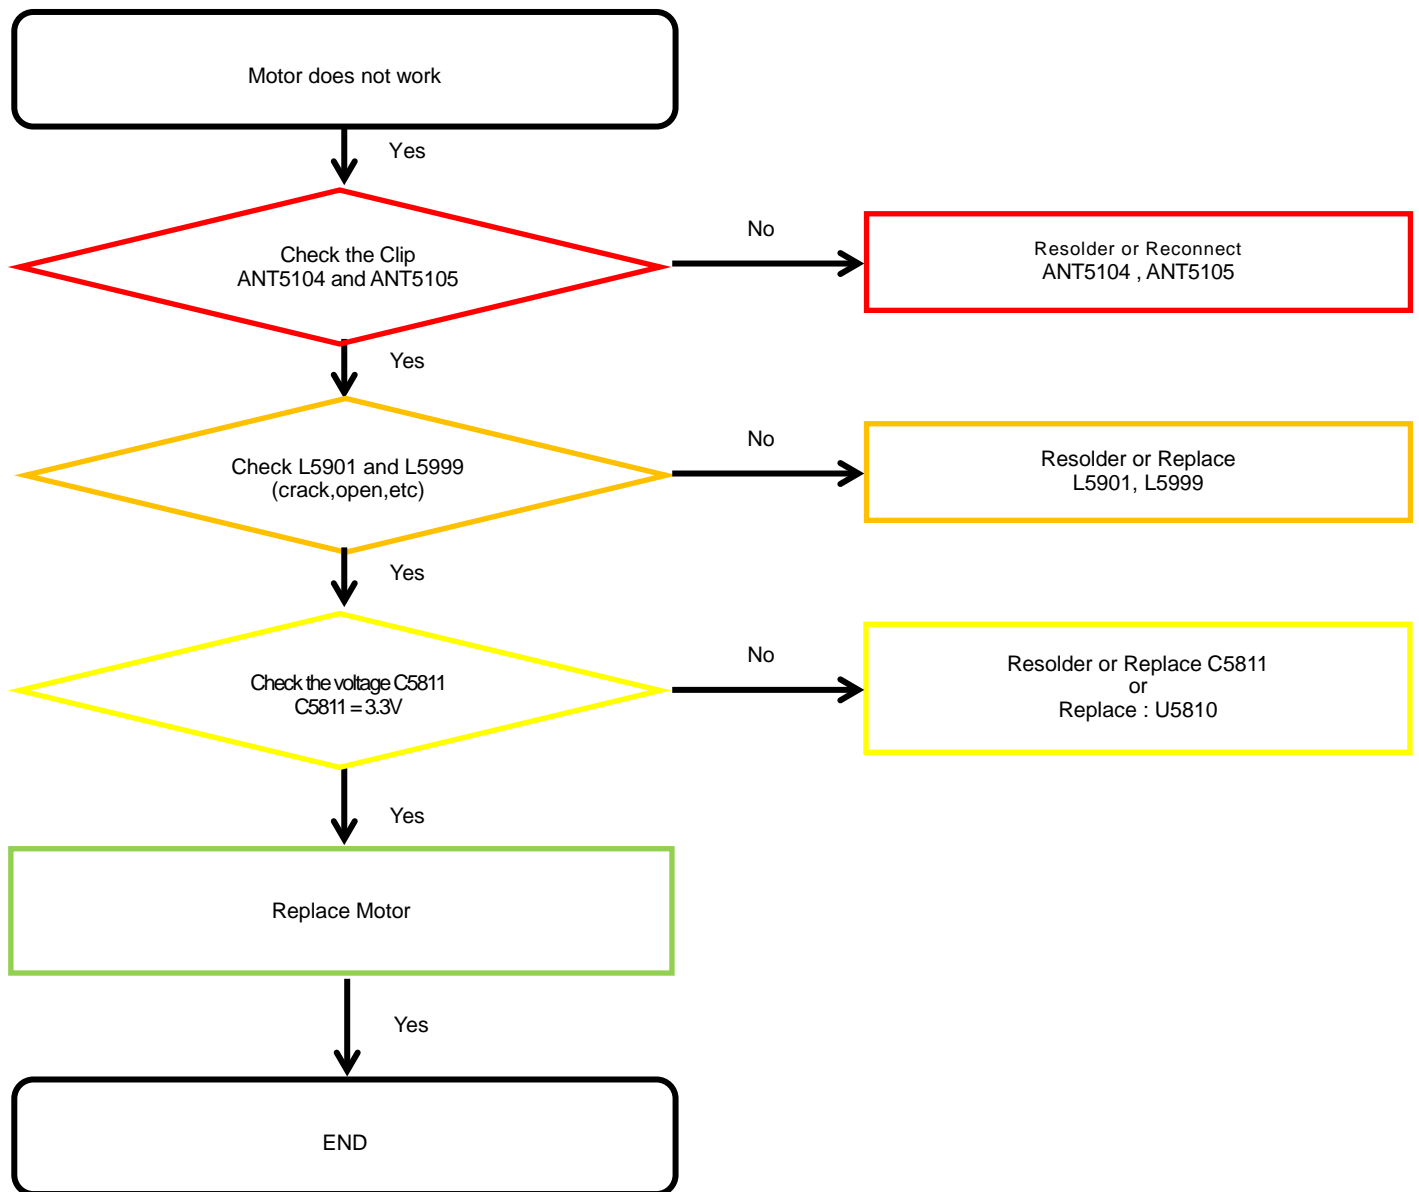 Motor does not work
Yes
Check the Clip
ANT5104 and ANT5105
No
Resolder or Reconnect
ANT5104 , ANT5105
Yes
Check L5901 and L5999
(crack,open,etc)
No
Resolder or Replace
L5901, L5999
Yes
Check the voltage C5811
C5811 = 3.3V
No
Resolder or Replace C5811
or
Replace : U5810
Yes
Replace Motor
Yes
END